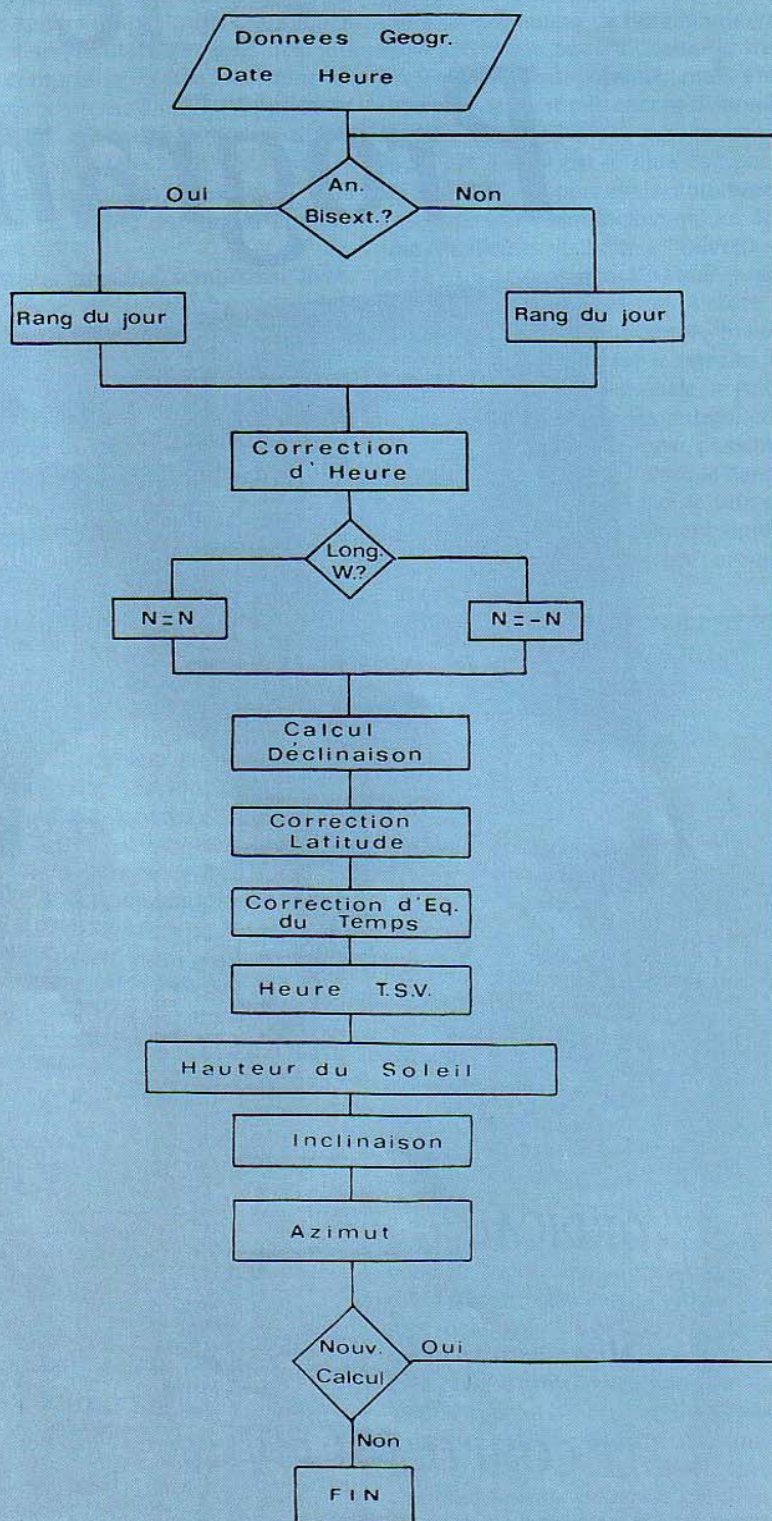 Donnees Geogr.
Date Heure
An.
Bisext.?
Oui
Non
Rang du jour
Rang du jour
Correction
d'Heure
Long.
W.?
N=N
N=-N
Calcul
Déclinaison
Correction
Latitude
Correction d'Eq.
du Temps
Heure T.S.V.
Hauteur du Soleil
Inclinaison
Azimut
Nouv.
Calcul
Oui
Non
FIN